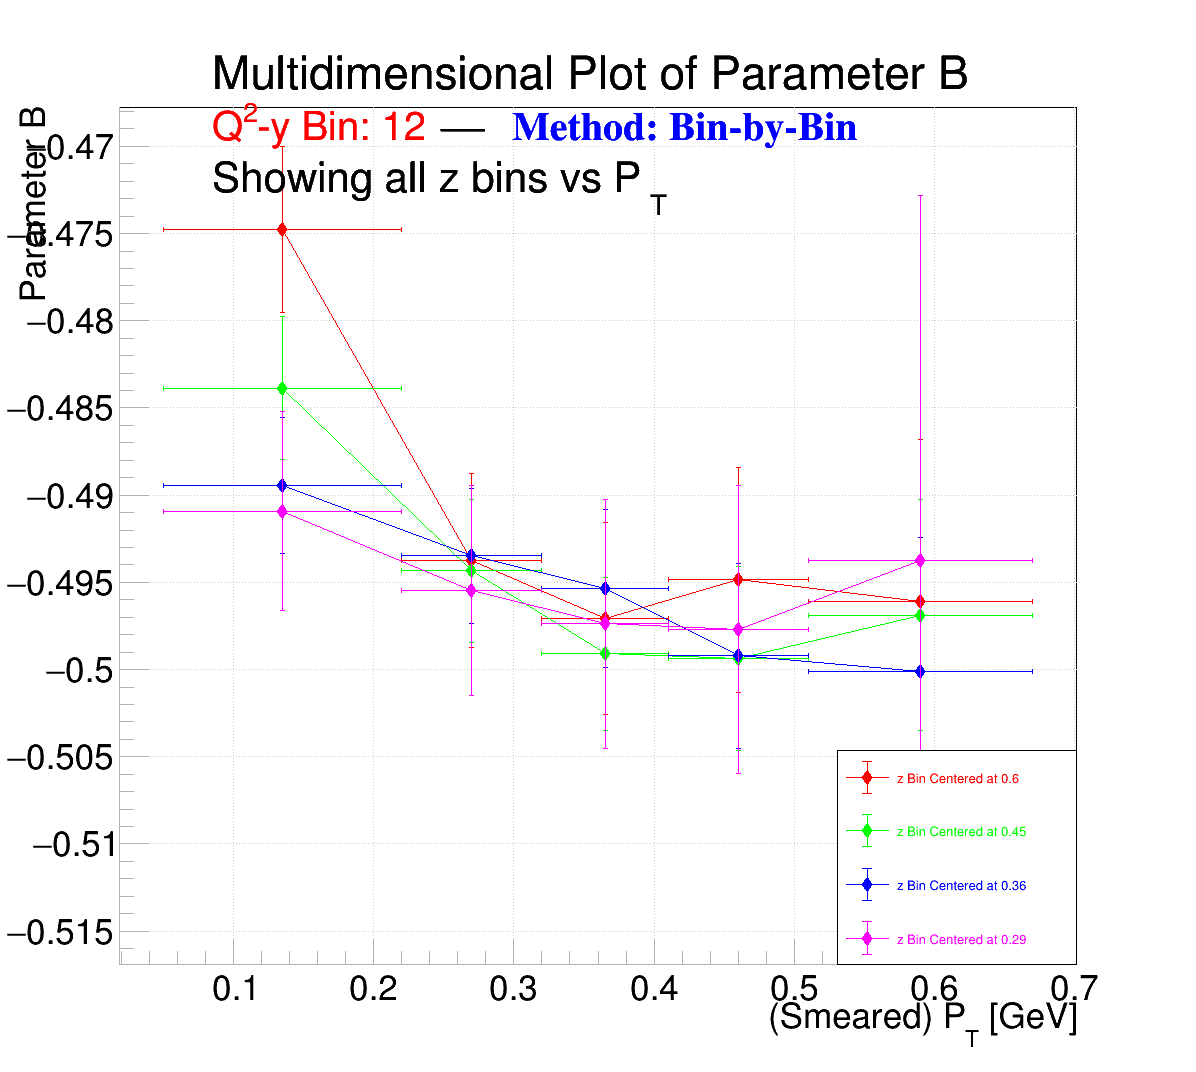 Multidimensional Plot of Parameter B
Q²-y Bin: 12 — Method: Bin-by-Bin
Showing all z bins vs P_T
Parameter B
−0.47
−0.475
−0.48
−0.485
−0.49
−0.495
−0.5
−0.505
−0.51
−0.515
z Bin Centered at 0.6
z Bin Centered at 0.45
z Bin Centered at 0.36
z Bin Centered at 0.29
0.1 0.2 0.3 0.4 0.5 0.6 0.7
(Smeared) P_T [GeV]